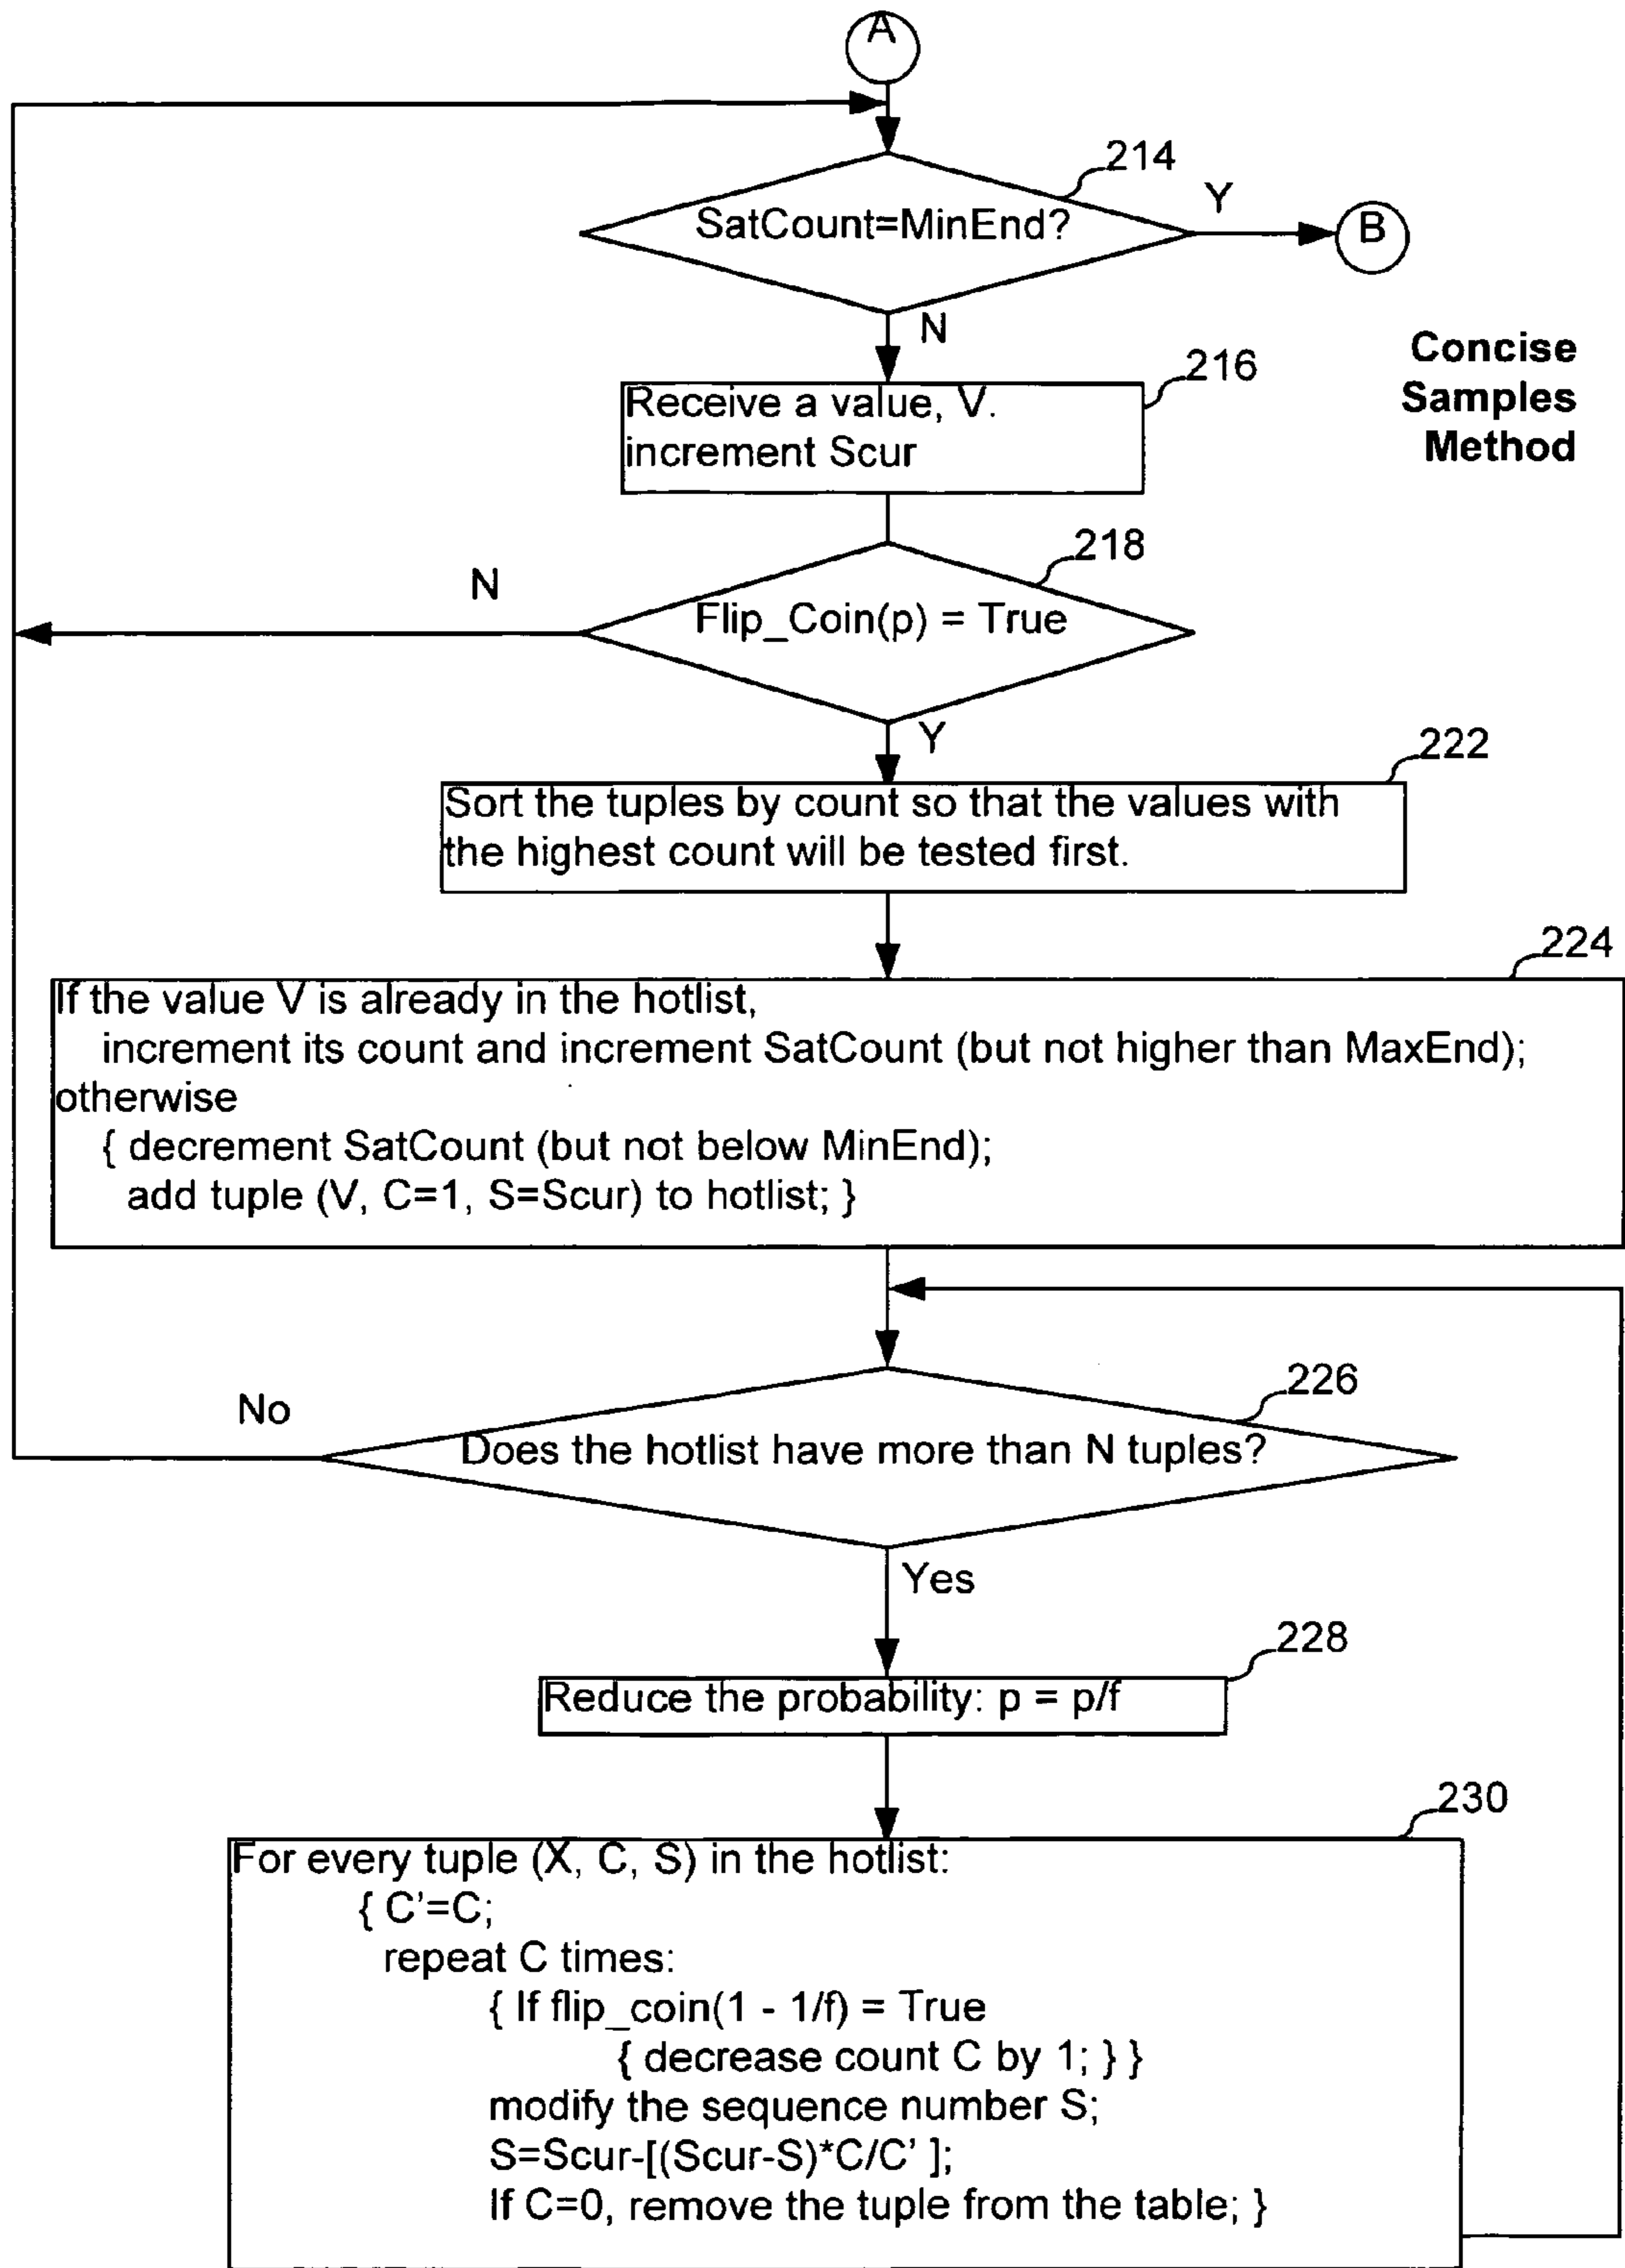 A
214
SatCount=MinEnd?
Y
B
N
Concise
Samples
Method
216
Receive a value, V.
increment Scur
218
N
Flip_Coin(p) = True
Y
222
Sort the tuples by count so that the values with
the highest count will be tested first.
224
If the value V is already in the hotlist,
increment its count and increment SatCount (but not higher than MaxEnd);
otherwise
{ decrement SatCount (but not below MinEnd);
add tuple (V, C=1, S=Scur) to hotlist; }
226
No
Does the hotlist have more than N tuples?
Yes
228
Reduce the probability: p = p/f
230
For every tuple (X, C, S) in the hotlist:
{ C'=C;
repeat C times:
{ If flip_coin(1 - 1/f) = True
{ decrease count C by 1; } }
modify the sequence number S;
S=Scur-[(Scur-S)*C/C' ];
If C=0, remove the tuple from the table; }